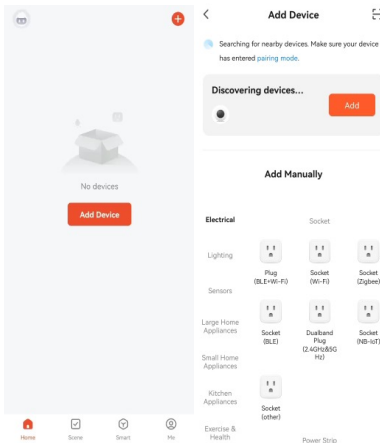 No devices
Add Device
Home
Scene
Smart
Me
Add Device
Searching for nearby devices. Make sure your device
has entered pairing mode.
Discovering devices...
Add
Add Manually
Electrical
Lighting
Sensors
Large Home
Appliances
Small Home
Appliances
Kitchen
Appliances
Exercise &
Health
Socket
Plug
(BLE+Wi-Fi)
Socket
(Wi-Fi)
Socket
(Zigbee)
Socket
(BLE)
Dualband
Plug
(2.4GHz&5G
Hz)
Socket
(NB-IoT)
Socket
(other)
Power Strip